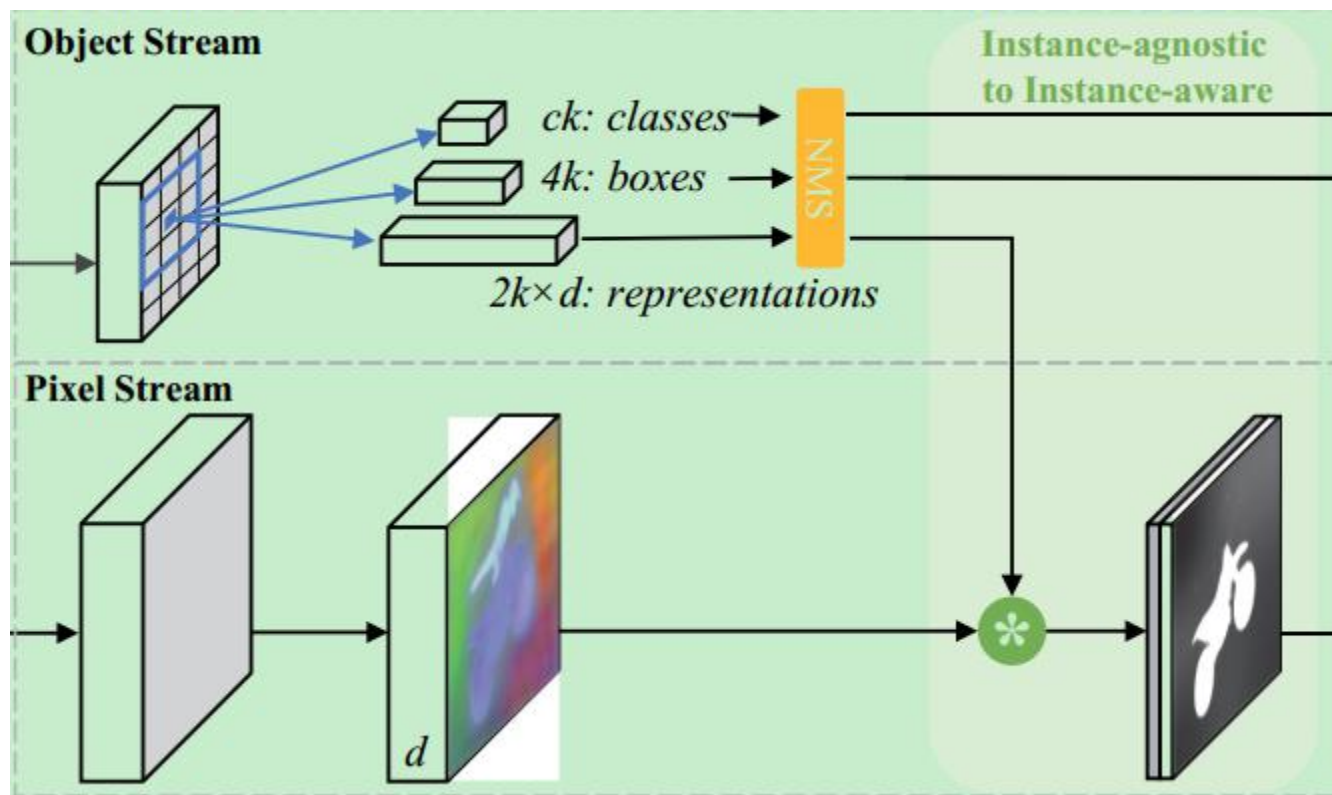 Object Stream
Instance-agnostic
to Instance-aware
ck: classes
4k: boxes
NMS
2k×d: representations
Pixel Stream
*
d